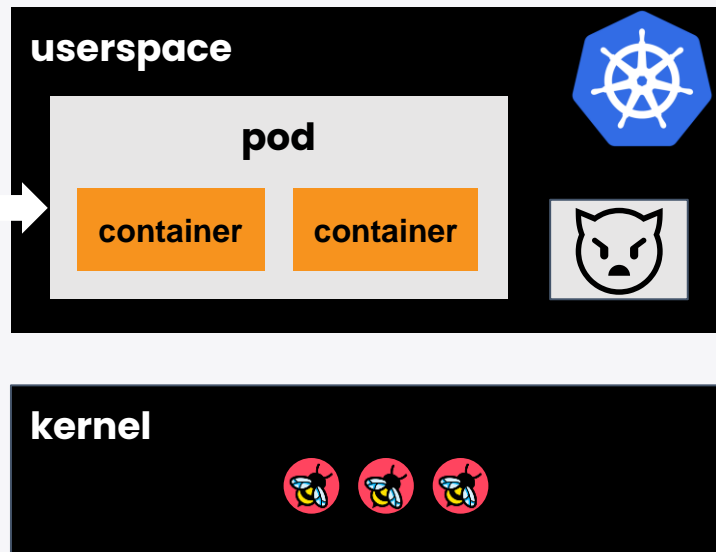 userspace
pod
container
container
kernel